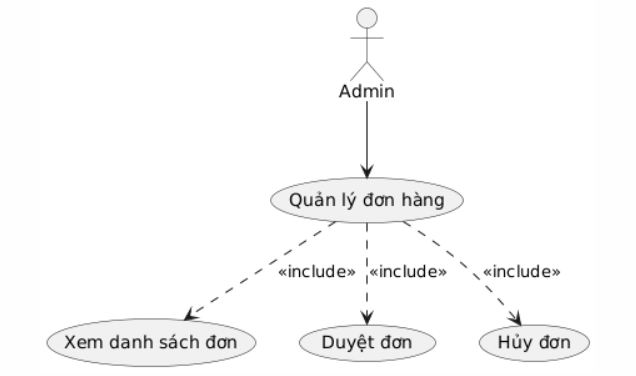 Admin
Quản lý đơn hàng
«include» «include» «include»
Xem danh sách đơn Duyệt đơn Hủy đơn